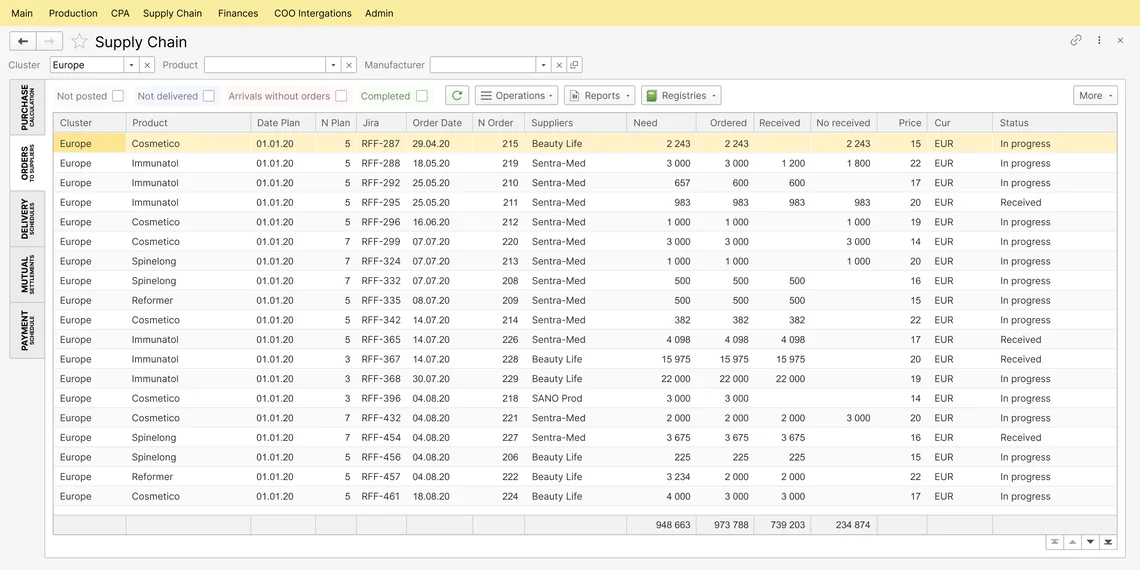 Main Production CPA Supply Chain Finances COO Intergations Admin
Supply Chain
Cluster Europe Product Manufacturer
PURCHASE
CALCULATION
ORDERS
TO SUPPLIERS
DELIVERY
SCHEDULES
MUTUAL
SETTLEMENTS
PAYMENT
SCHEDULE
Not posted Not delivered Arrivals without orders Completed Operations Reports Registries More
Cluster Product Date Plan N Plan Jira Order Date N Order Suppliers Need Ordered Received No received Price Cur Status
Europe Cosmetico 01.01.20 5 RFF-287 29.04.20 215 Beauty Life 2 243 2 243 2 243 15 EUR In progress
Europe Immunatol 01.01.20 5 RFF-288 18.05.20 219 Sentra-Med 3 000 3 000 1 200 1 800 22 EUR In progress
Europe Immunatol 01.01.20 5 RFF-292 25.05.20 210 Sentra-Med 657 600 600 17 EUR In progress
Europe Immunatol 01.01.20 5 RFF-295 25.05.20 211 Sentra-Med 983 983 983 983 20 EUR Received
Europe Cosmetico 01.01.20 5 RFF-296 16.06.20 212 Sentra-Med 1 000 1 000 1 000 19 EUR In progress
Europe Cosmetico 01.01.20 7 RFF-299 07.07.20 220 Sentra-Med 3 000 3 000 3 000 14 EUR In progress
Europe Spinelong 01.01.20 7 RFF-324 07.07.20 213 Sentra-Med 1 000 1 000 1 000 20 EUR In progress
Europe Spinelong 01.01.20 7 RFF-332 07.07.20 208 Sentra-Med 500 500 500 16 EUR In progress
Europe Reformer 01.01.20 5 RFF-335 08.07.20 209 Sentra-Med 500 500 500 15 EUR In progress
Europe Cosmetico 01.01.20 5 RFF-342 14.07.20 214 Sentra-Med 382 382 382 22 EUR In progress
Europe Immunatol 01.01.20 5 RFF-365 14.07.20 226 Sentra-Med 4 098 4 098 4 098 17 EUR Received
Europe Immunatol 01.01.20 3 RFF-367 14.07.20 228 Beauty Life 15 975 15 975 15 975 20 EUR Received
Europe Immunatol 01.01.20 3 RFF-368 30.07.20 229 Beauty Life 22 000 22 000 22 000 19 EUR In progress
Europe Cosmetico 01.01.20 3 RFF-396 04.08.20 218 SANO Prod 3 000 3 000 14 EUR In progress
Europe Cosmetico 01.01.20 7 RFF-432 04.08.20 221 Sentra-Med 2 000 2 000 2 000 3 000 20 EUR In progress
Europe Spinelong 01.01.20 7 RFF-454 04.08.20 227 Sentra-Med 3 675 3 675 3 675 16 EUR Received
Europe Spinelong 01.01.20 5 RFF-456 04.08.20 206 Beauty Life 225 225 225 15 EUR In progress
Europe Reformer 01.01.20 5 RFF-457 04.08.20 222 Beauty Life 3 234 2 000 2 000 22 EUR In progress
Europe Cosmetico 01.01.20 5 RFF-461 18.08.20 224 Beauty Life 4 000 3 000 3 000 17 EUR In progress
948 663 973 788 739 203 234 874